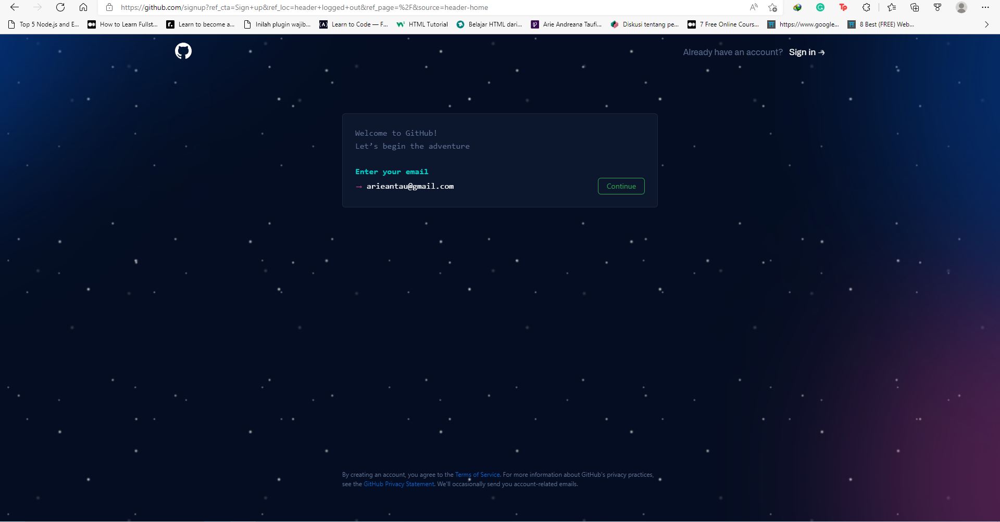 https://github.com/signup?ref_cta=Sign+up&ref_loc=header+logged+out&ref_page=%2F&source=header-home
Top 5 Node.js and E... How to Learn Fullst... Learn to become a... Inilah plugin wajib... Learn to Code — F... HTML Tutorial Belajar HTML dari... Arie Andreana Taufi... Diskusi tentang pe... 7 Free Online Cours... https://www.google... 8 Best (FREE) Web...
Already have an account? Sign in →
Welcome to GitHub!
Let’s begin the adventure
Enter your email
→ arieantau@gmail.com
Continue
By creating an account, you agree to the Terms of Service. For more information about GitHub's privacy practices,
see the GitHub Privacy Statement. We'll occasionally send you account-related emails.